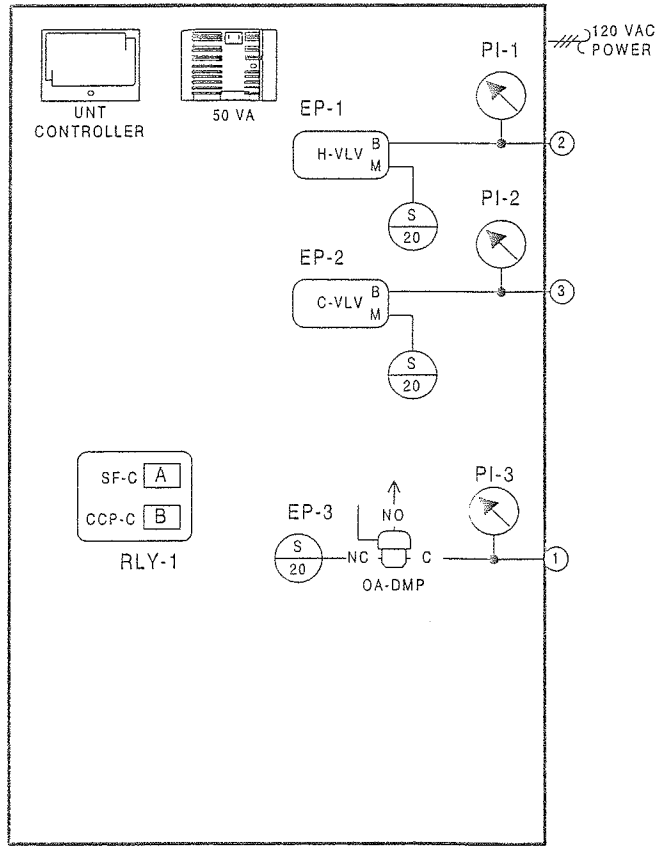 120 VAC
POWER
PI-1
UNT
CONTROLLER
50 VA
EP-1
H-VLV
B
M
2
S
20
PI-2
EP-2
C-VLV
B
M
3
S
20
SF-C A
CCP-C B
RLY-1
PI-3
EP-3
NO
S
20
NC
C
1
OA-DMP